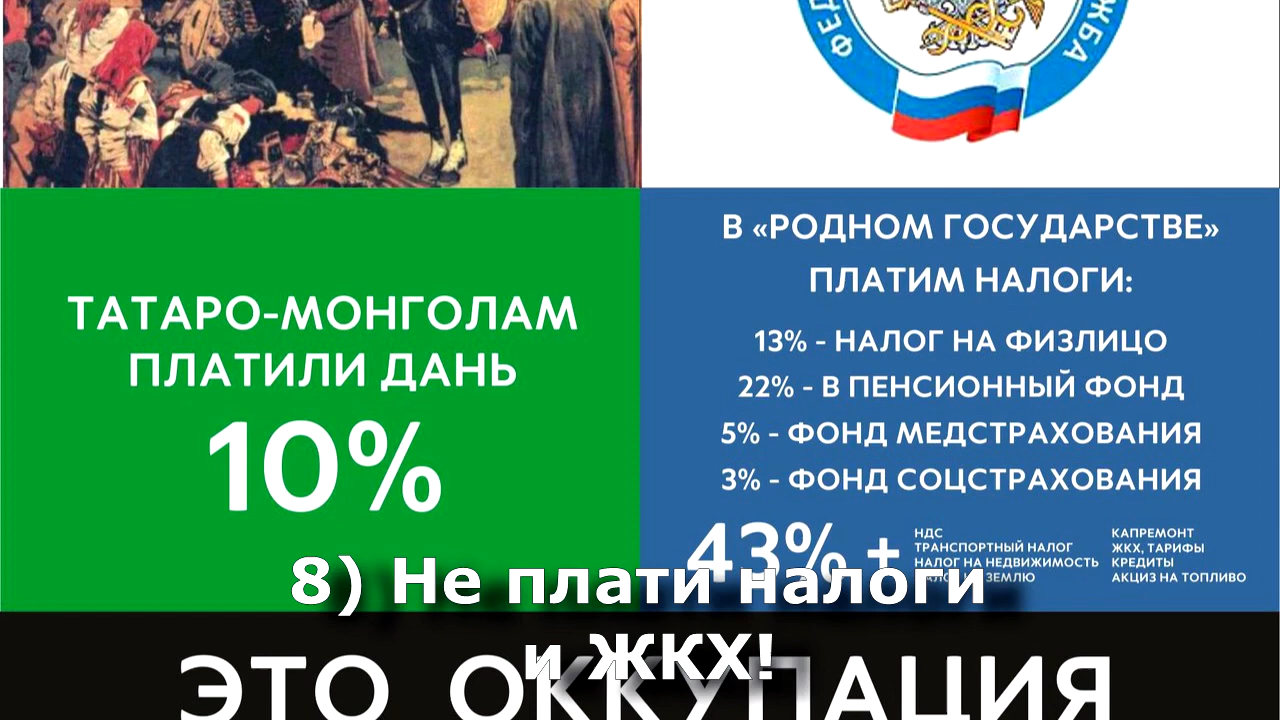 ФЕД ЖБА
ТАТАРО-МОНГОЛАМ
ПЛАТИЛИ ДАНЬ
10%
В «РОДНОМ ГОСУДАРСТВЕ»
ПЛАТИМ НАЛОГИ:
13% - НАЛОГ НА ФИЗЛИЦО
22% - В ПЕНСИОННЫЙ ФОНД
5% - ФОНД МЕДСТРАХОВАНИЯ
3% - ФОНД СОЦСТРАХОВАНИЯ
43% +
НДС
ТРАНСПОРТНЫЙ НАЛОГ
НАЛОГ НА НЕДВИЖИМОСТЬ
ЗЕМЛЮ
КАПРЕМОНТ
ЖКХ, ТАРИФЫ
КРЕДИТЫ
АКЦИЗ НА ТОПЛИВО
8) Не плати налоги
и ЖКХ!
ЭТО ОККУПАЦИЯ